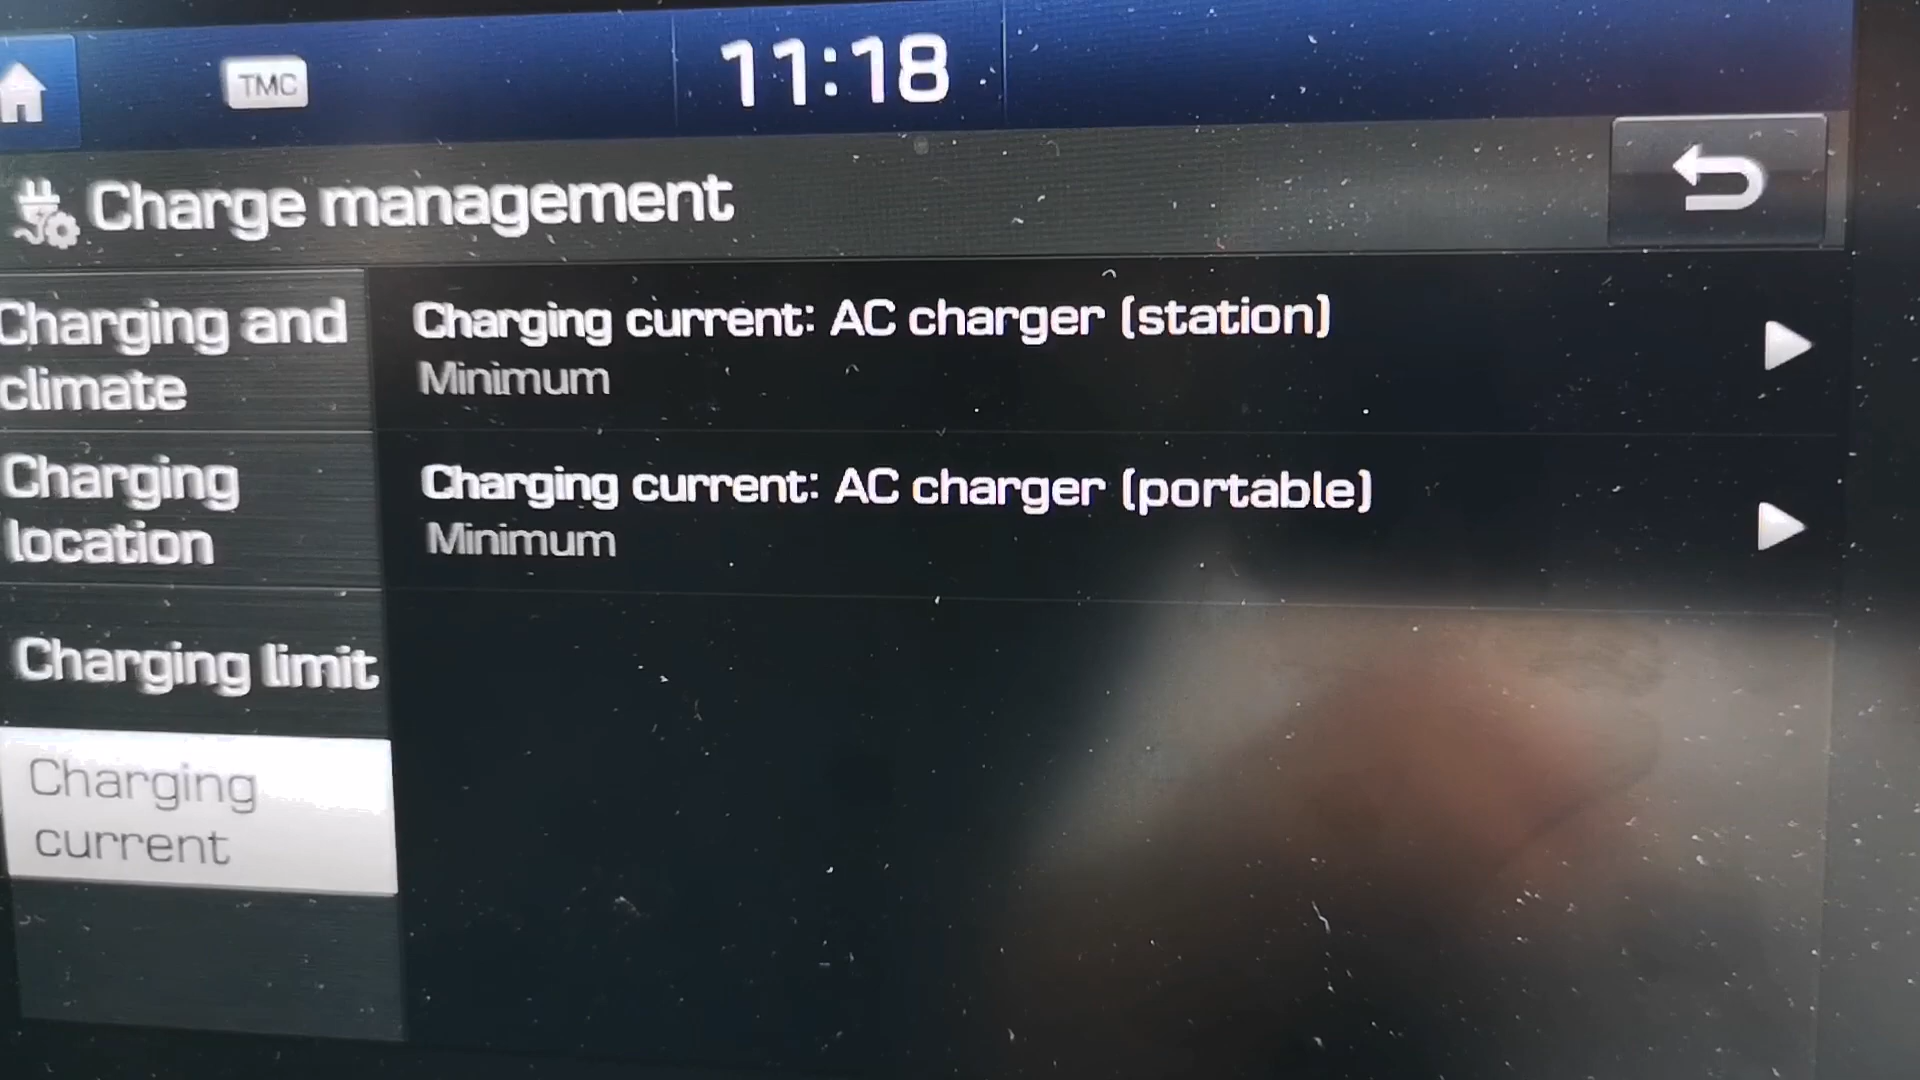 TMC
11:18
Charge management
Charging and
climate
Charging
location
Charging limit
Charging
current
Charging current: AC charger (station)
Minimum
Charging current: AC charger (portable)
Minimum